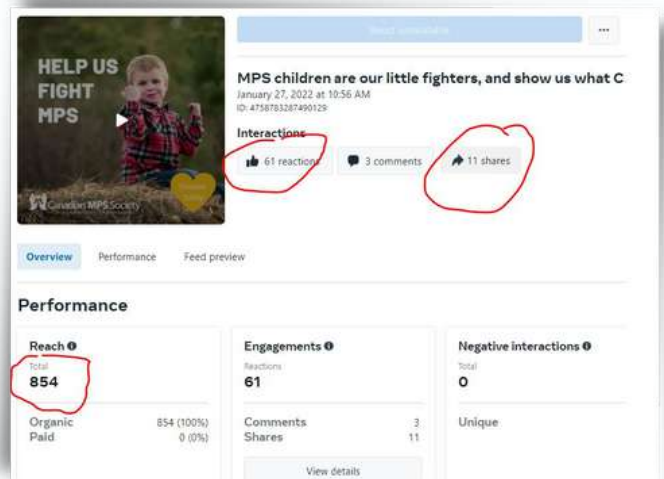 HELP US
FIGHT
MPS
Canadian MPS Society
...
MPS children are our little fighters, and show us what C
January 27, 2022 at 10:56 AM
ID: 4758783287490129
Interactions
61 reactions
3 comments
11 shares
Overview
Performance
Feed preview
Performance
Reach
Total
854
Organic 854 (100%)
Paid 0 (0%)
Engagements
Reactions
61
Comments 3
Shares 11
View details
Negative interactions
Total
0
Unique